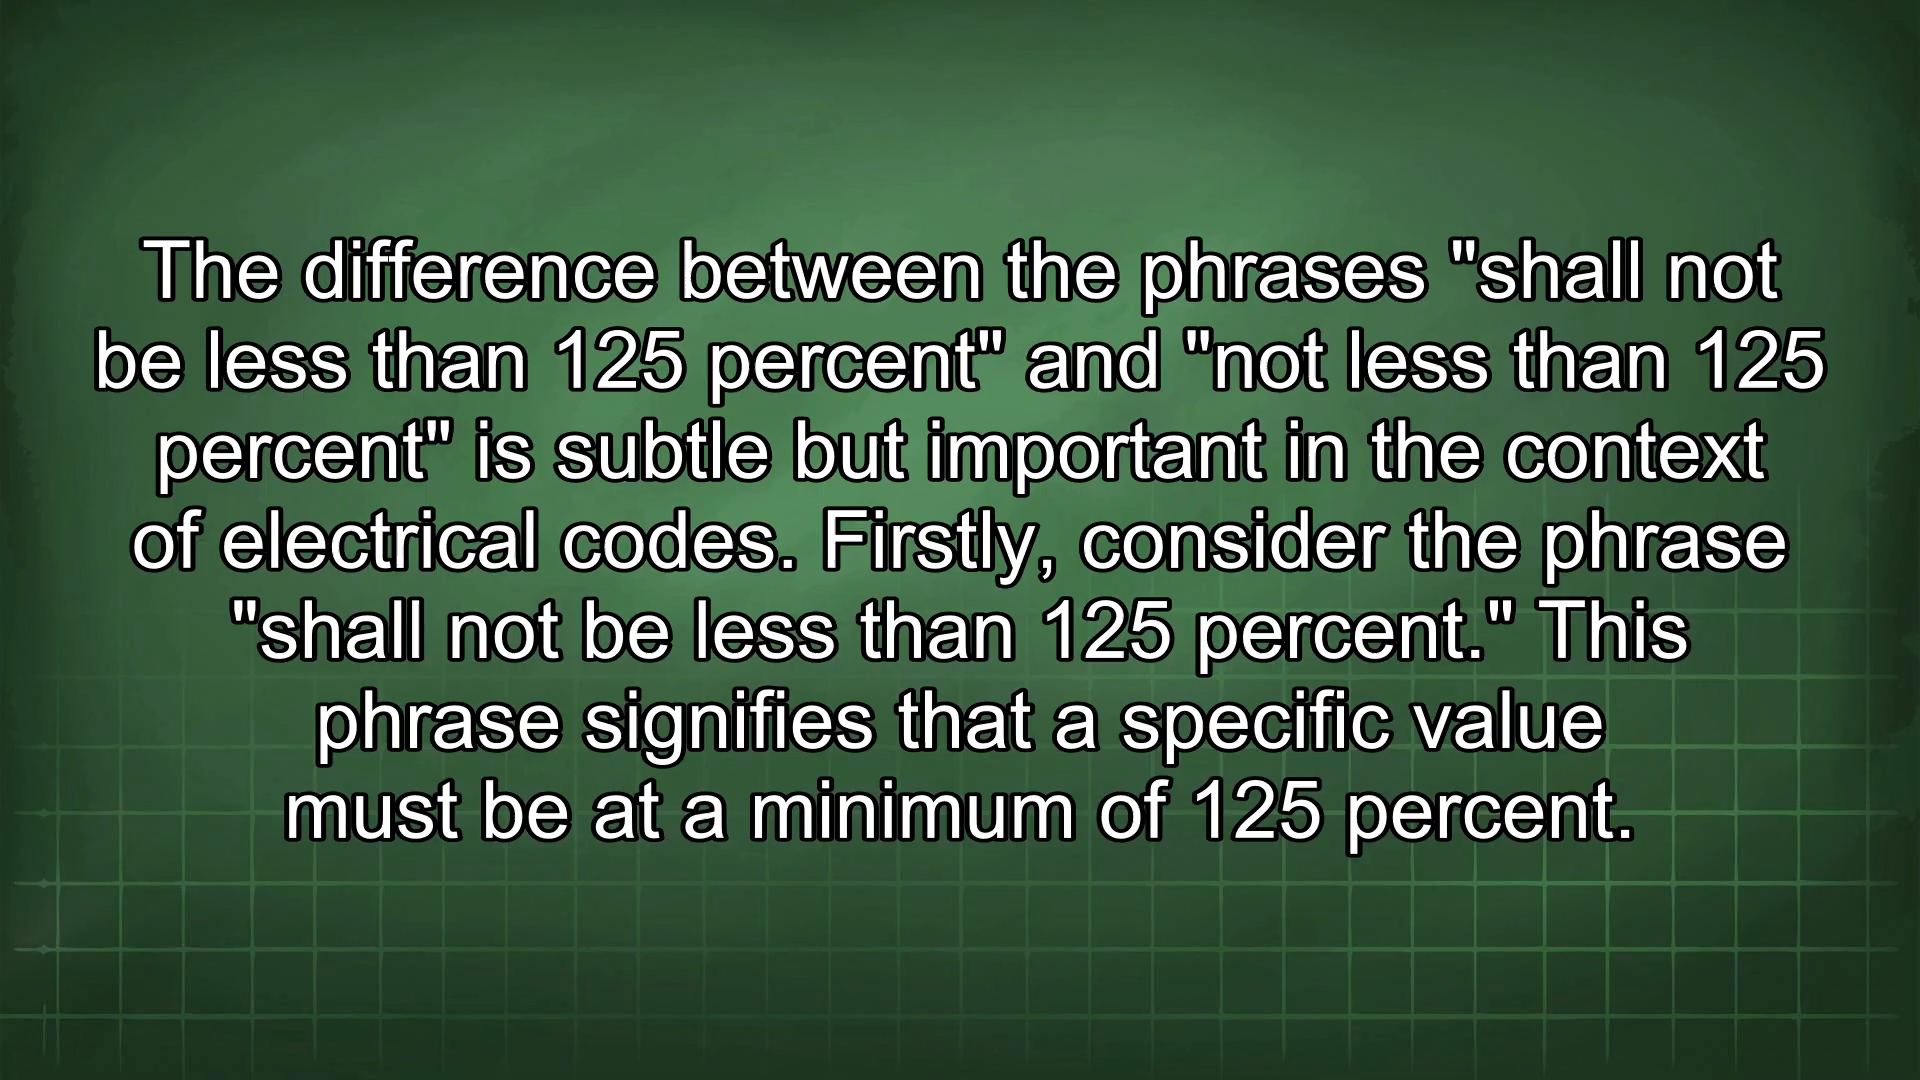 The difference between the phrases "shall not
be less than 125 percent" and "not less than 125
percent" is subtle but important in the context
of electrical codes. Firstly, consider the phrase
"shall not be less than 125 percent." This
phrase signifies that a specific value
must be at a minimum of 125 percent.